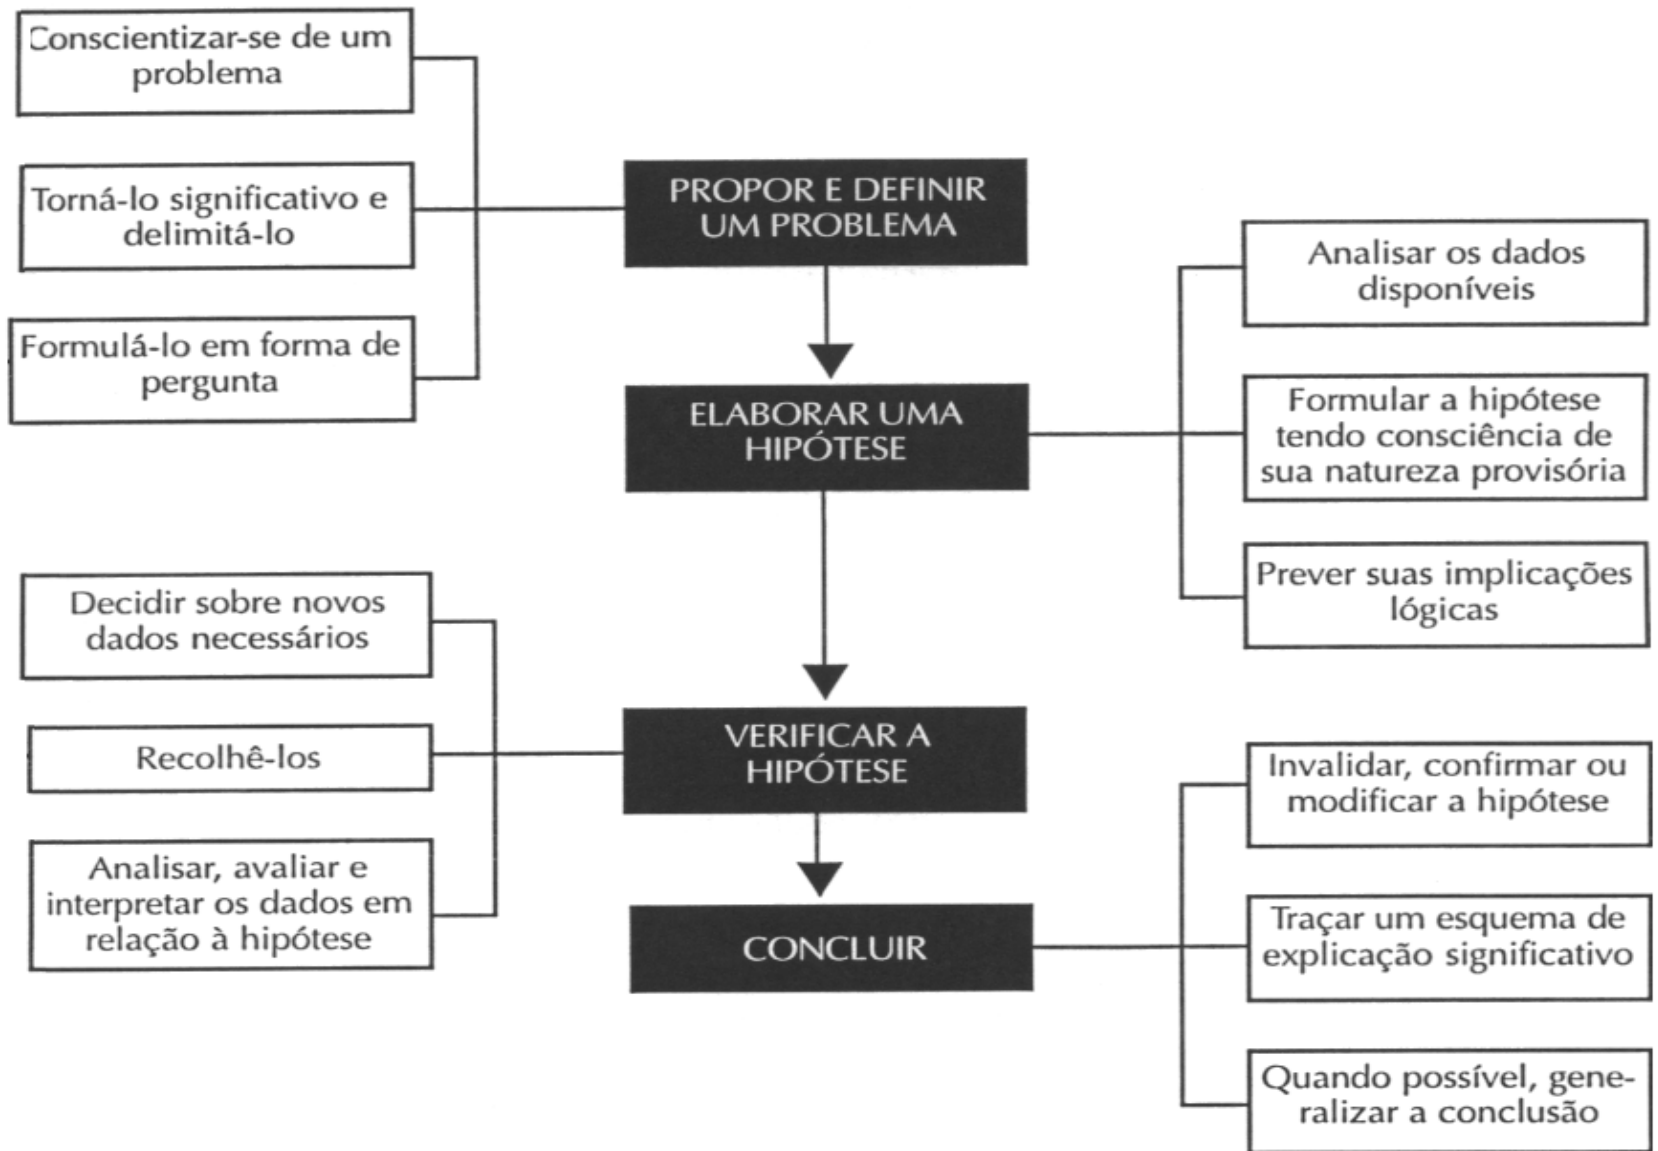 Conscientizar-se de um
problema
Torná-lo significativo e
delimitá-lo
Formulá-lo em forma de
pergunta
PROPOR E DEFINIR
UM PROBLEMA
ELABORAR UMA
HIPÓTESE
Analisar os dados
disponíveis
Formular a hipótese
tendo consciência de
sua natureza provisória
Prever suas implicações
lógicas
Decidir sobre novos
dados necessários
Recolhê-los
Analisar, avaliar e
interpretar os dados em
relação à hipótese
VERIFICAR A
HIPÓTESE
CONCLUIR
Invalidar, confirmar ou
modificar a hipótese
Traçar um esquema de
explicação significativo
Quando possível, gene-
ralizar a conclusão